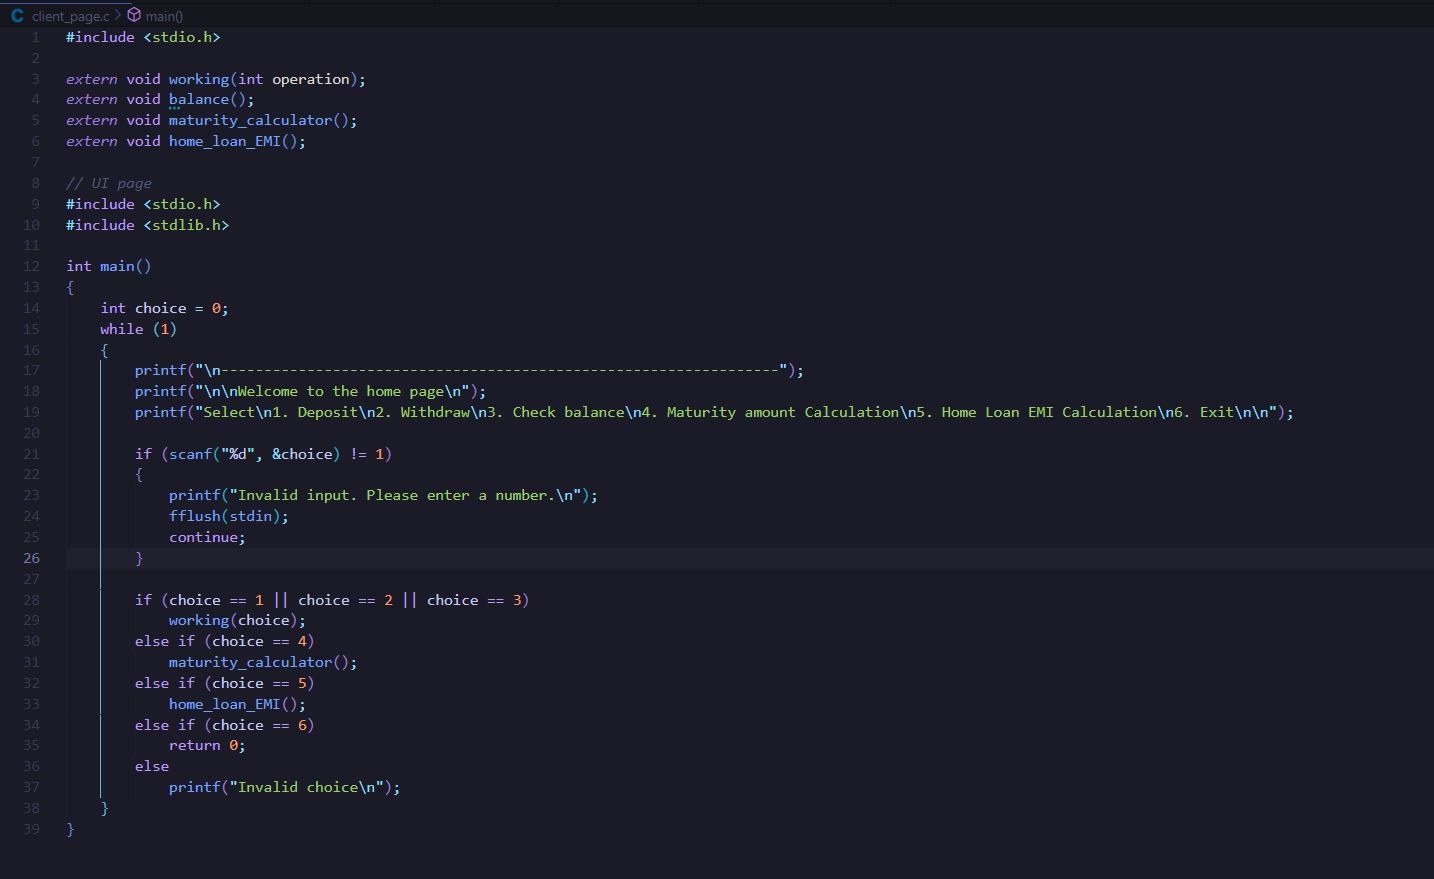 client_page.c > main()
1 #include <stdio.h>
2
3 extern void working(int operation);
4 extern void balance();
5 extern void maturity_calculator();
6 extern void home_loan_EMI();
7
8 // UI page
9 #include <stdio.h>
10 #include <stdlib.h>
11
12 int main()
13 {
14     int choice = 0;
15     while (1)
16     {
17         printf("\n-----------------------------------------------------------------");
18         printf("\n\nWelcome to the home page\n");
19         printf("Select\n1. Deposit\n2. Withdraw\n3. Check balance\n4. Maturity amount Calculation\n5. Home Loan EMI Calculation\n6. Exit\n\n");
20
21         if (scanf("%d", &choice) != 1)
22         {
23             printf("Invalid input. Please enter a number.\n");
24             fflush(stdin);
25             continue;
26         }
27
28         if (choice == 1 || choice == 2 || choice == 3)
29             working(choice);
30         else if (choice == 4)
31             maturity_calculator();
32         else if (choice == 5)
33             home_loan_EMI();
34         else if (choice == 6)
35             return 0;
36         else
37             printf("Invalid choice\n");
38     }
39 }